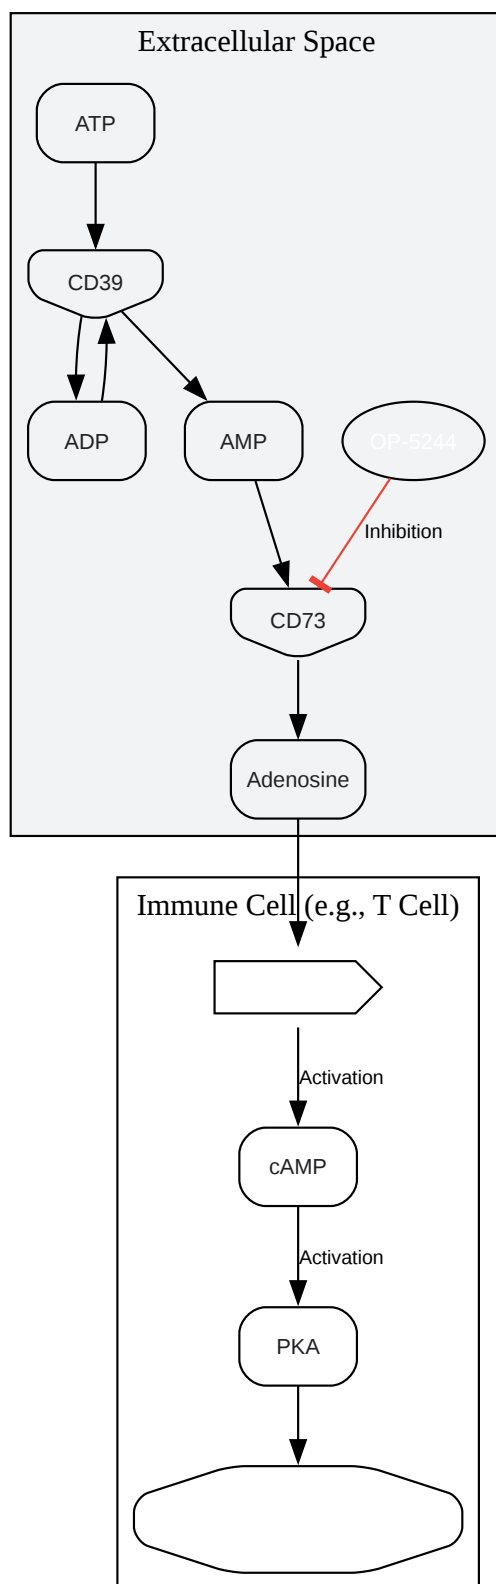 Extracellular Space
ATP
CD39
ADP
AMP
OP-5244
Inhibition
CD73
Adenosine
Immune Cell (e.g., T Cell)
Activation
cAMP
Activation
PKA